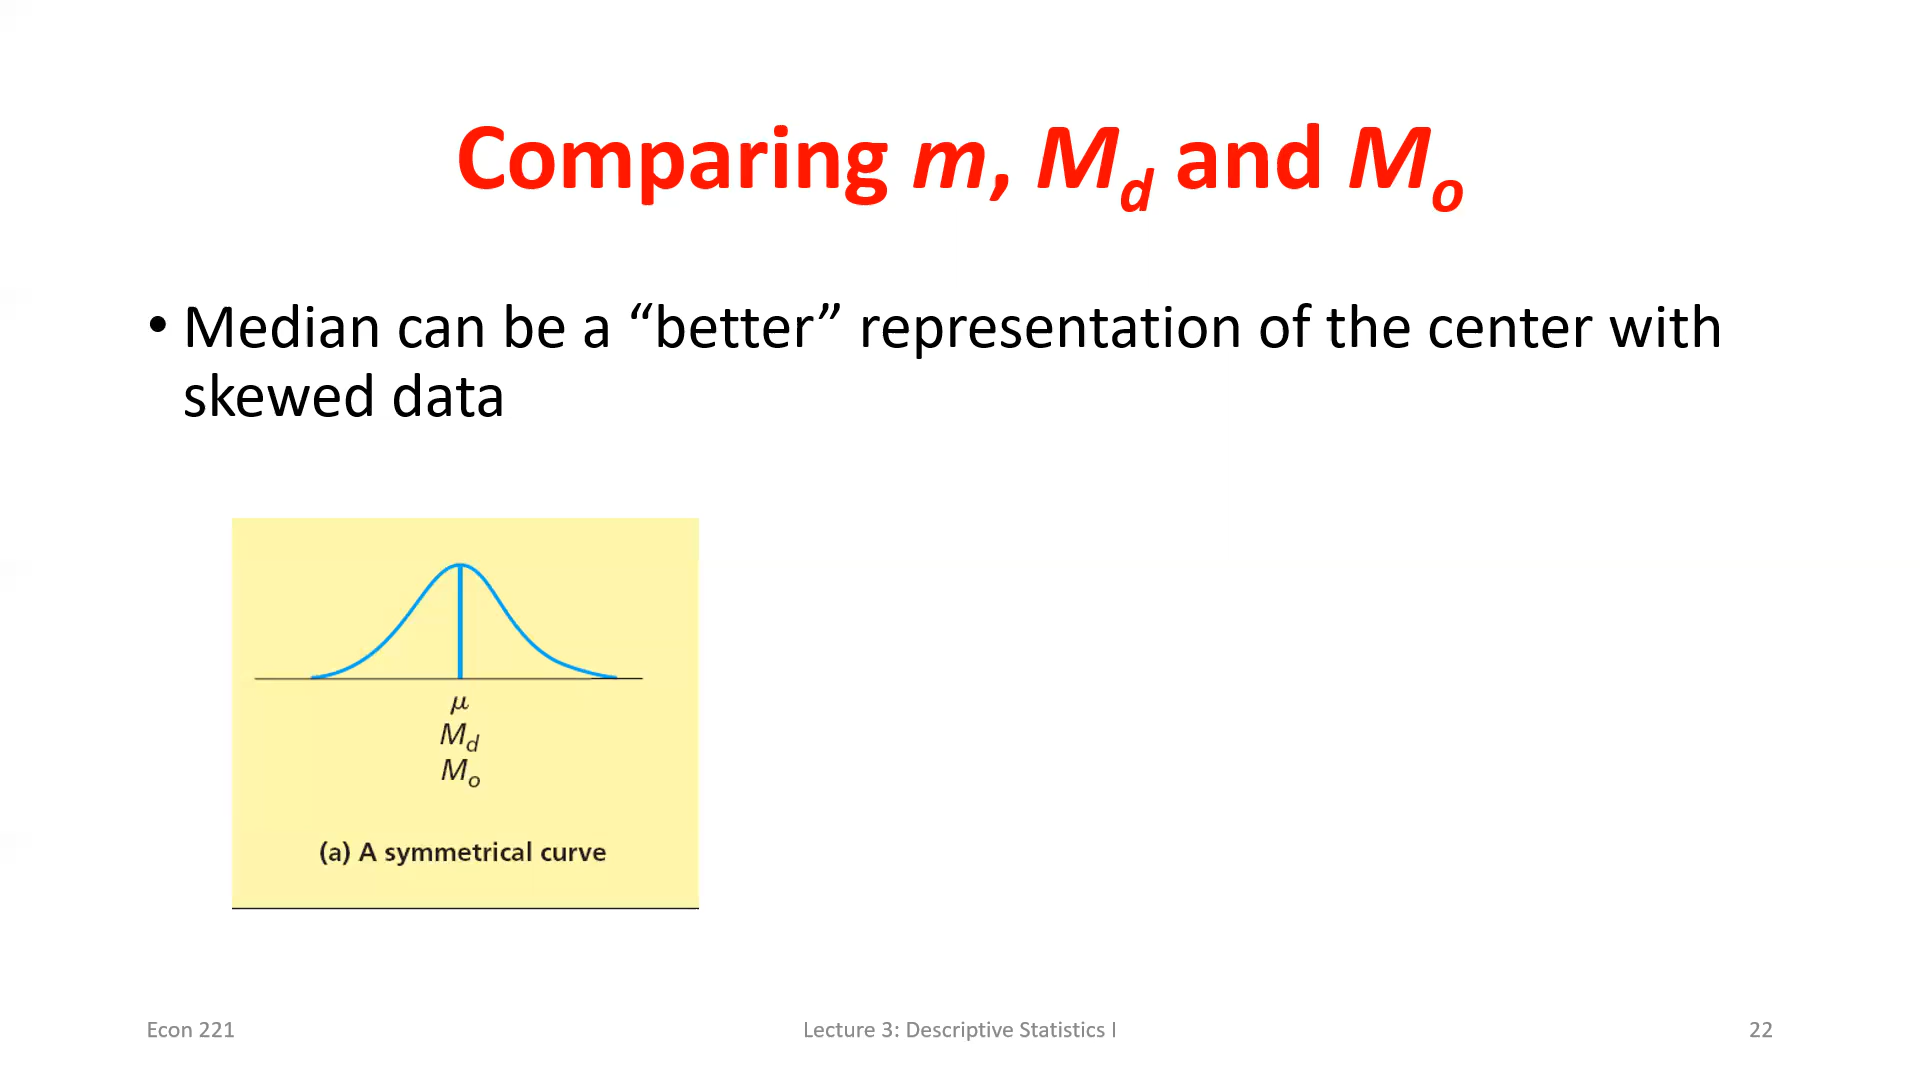 Comparing m, Md and Mo
• Median can be a “better” representation of the center with
skewed data
μ
Md
Mo
(a) A symmetrical curve
Econ 221
Lecture 3: Descriptive Statistics I
22